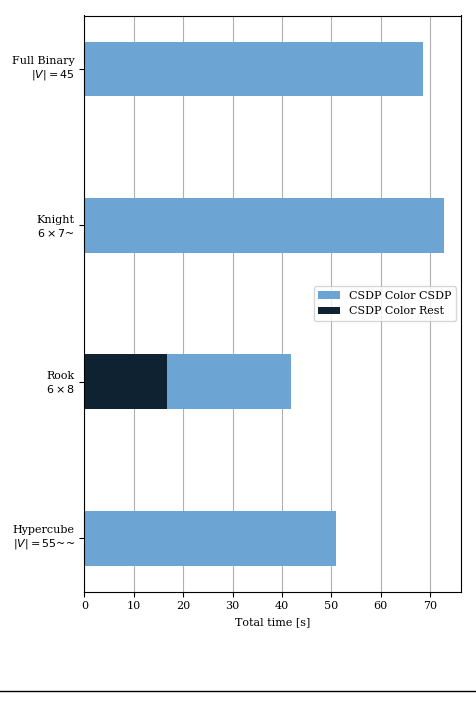 Full Binary
|V| = 45
Knight
6 × 7~
CSDP Color CSDP
CSDP Color Rest
Rook
6 × 8
Hypercube
|V| = 55~~
0 10 20 30 40 50 60 70
Total time [s]